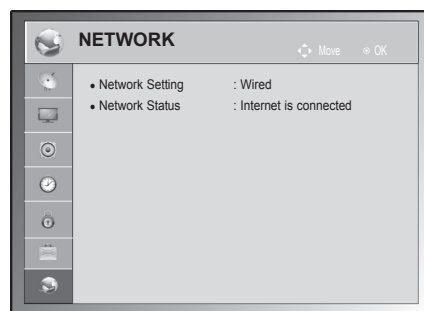 NETWORK
Move ⊙ OK
• Network Setting : Wired
• Network Status : Internet is connected